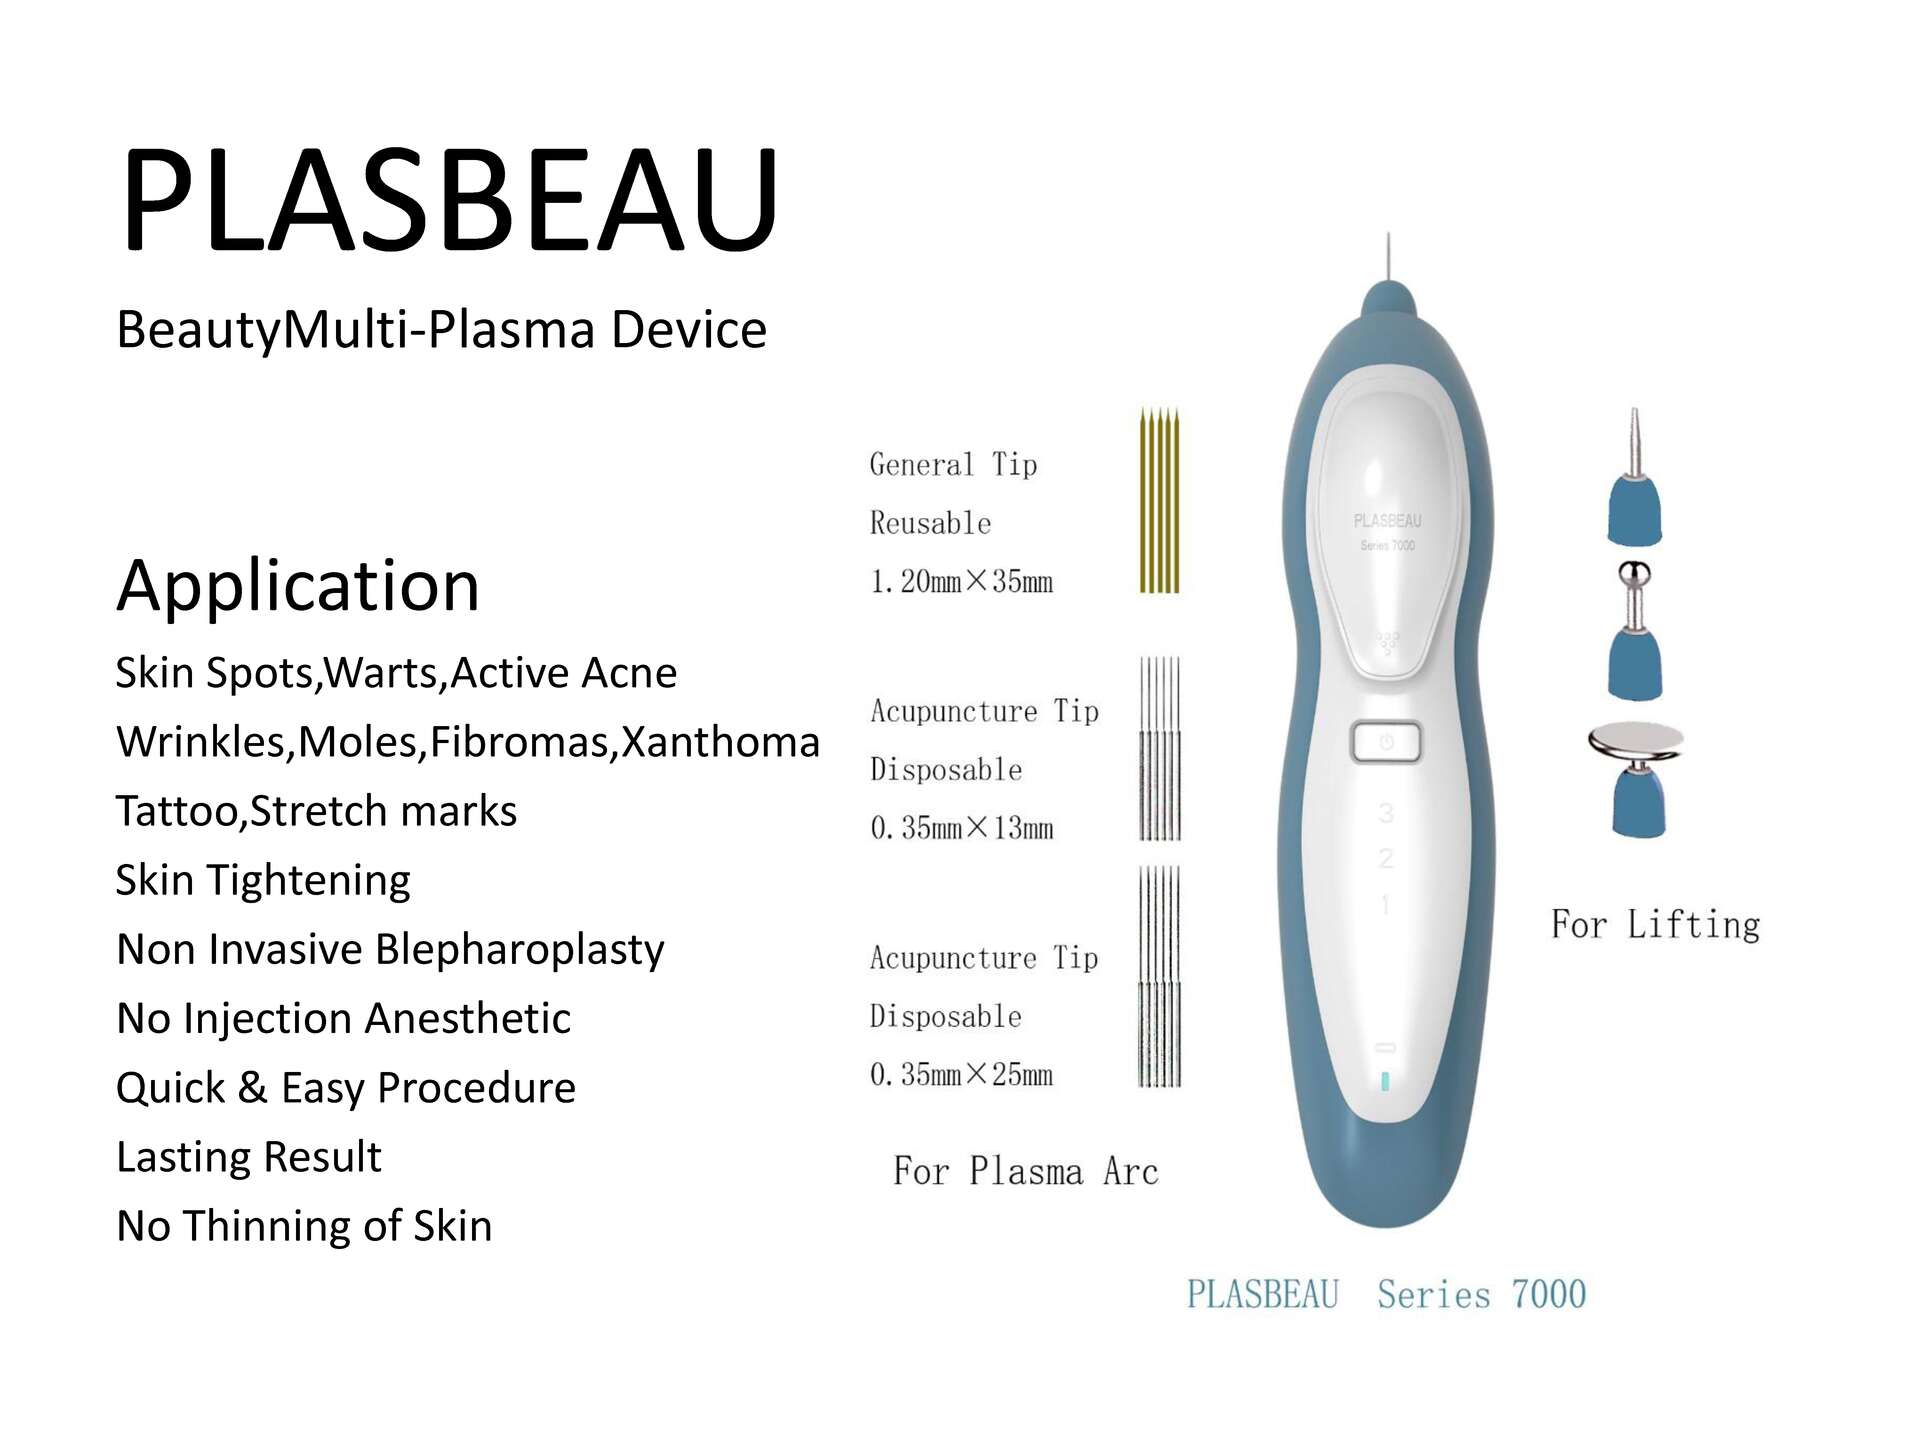 PLASBEAU
BeautyMulti-Plasma Device
Application
Skin Spots,Warts,Active Acne
Wrinkles,Moles,Fibromas,Xanthoma
Tattoo,Stretch marks
Skin Tightening
Non Invasive Blepharoplasty
No Injection Anesthetic
Quick & Easy Procedure
Lasting Result
No Thinning of Skin
General Tip
Reusable
1.20mm×35mm
Acupuncture Tip
Disposable
0.35mm×13mm
Acupuncture Tip
Disposable
0.35mm×25mm
For Plasma Arc
PLASBEAU
Series 7000
3
2
1
For Lifting
PLASBEAU Series 7000